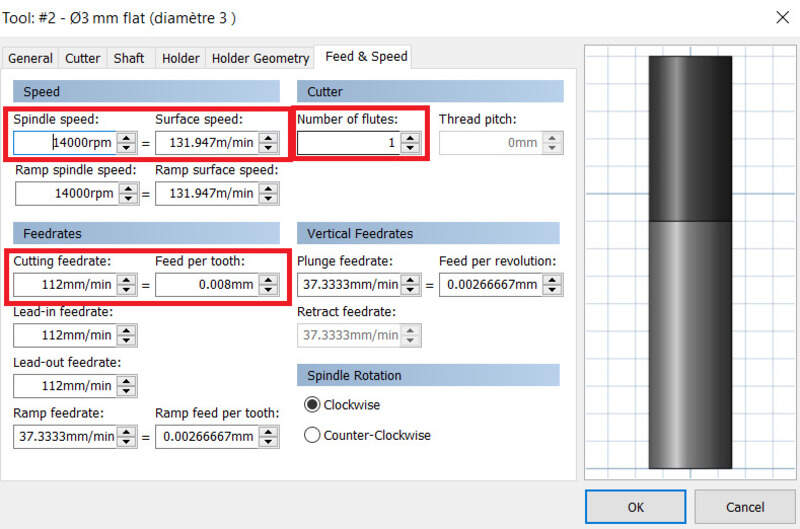 Tool: #2 - Ø3 mm flat (diamètre 3 )
General Cutter Shaft Holder Holder Geometry Feed & Speed
Speed Cutter
Spindle speed: Surface speed: Number of flutes: Thread pitch:
14000rpm = 131.947m/min 1 0mm
Ramp spindle speed: Ramp surface speed:
14000rpm = 131.947m/min
Feedrates Vertical Feedrates
Cutting feedrate: Feed per tooth: Plunge feedrate: Feed per revolution:
112mm/min = 0.008mm 37.3333mm/min = 0.00266667mm
Lead-in feedrate: Retract feedrate:
112mm/min 37.3333mm/min
Lead-out feedrate:
112mm/min Spindle Rotation
Ramp feedrate: Ramp feed per tooth: Clockwise
37.3333mm/min = 0.00266667mm Counter-Clockwise
OK Cancel